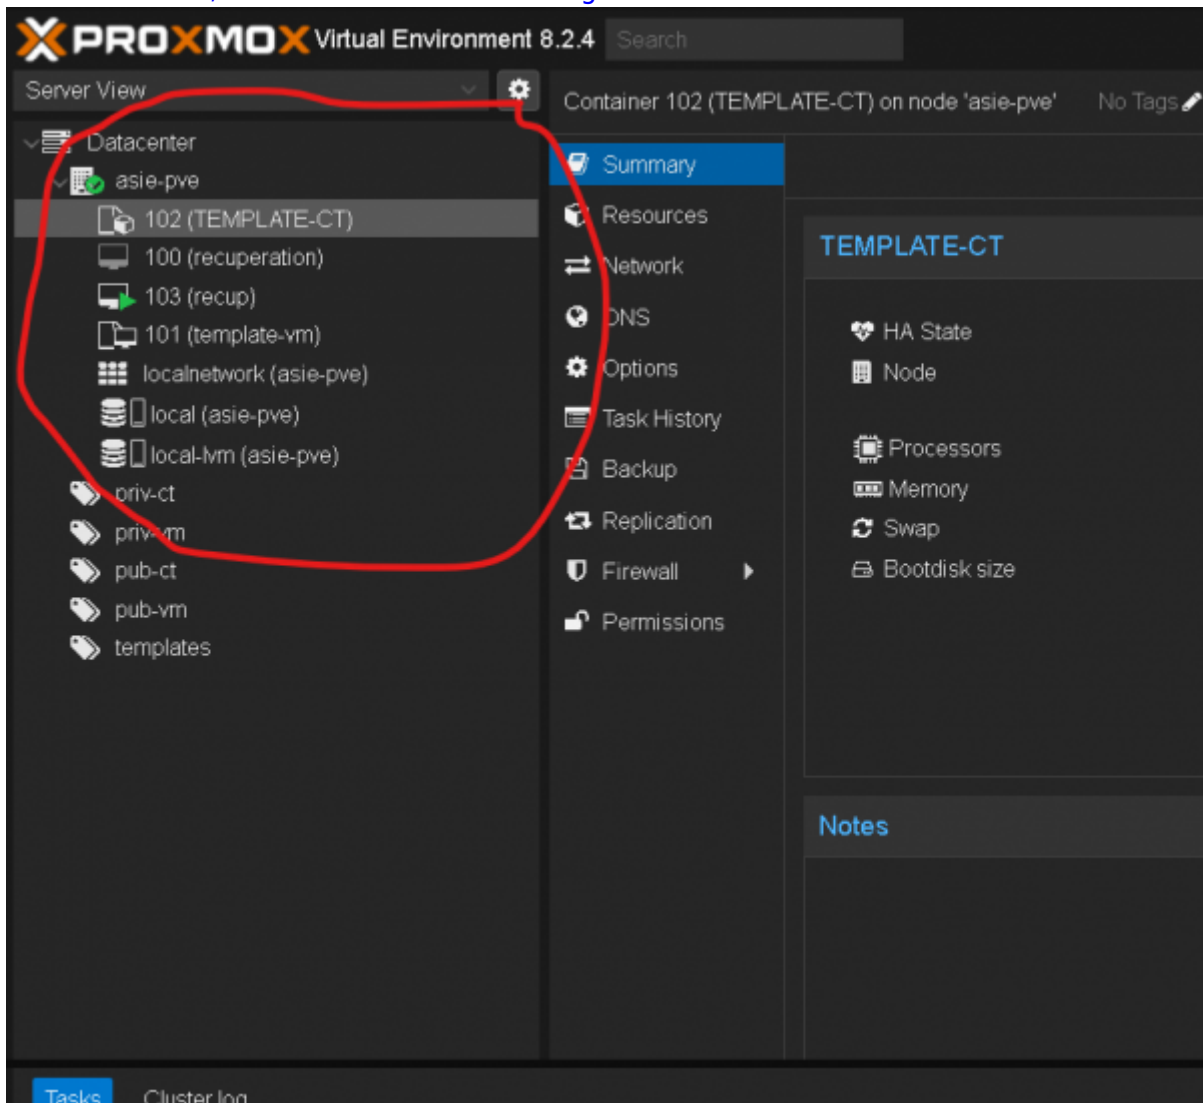 PROXMOX Virtual Environment 8.2.4 Search
Server View
Container 102 (TEMPLATE-CT) on node 'asie-pve' No Tags
Datacenter
asie-pve
102 (TEMPLATE-CT)
100 (recuperation)
103 (recup)
101 (template-vm)
localnetwork (asie-pve)
local (asie-pve)
local-lvm (asie-pve)
priv-ct
priv-vm
pub-ct
pub-vm
templates
Summary
Resources
Network
DNS
Options
Task History
Backup
Replication
Firewall
Permissions
TEMPLATE-CT
HA State
Node
Processors
Memory
Swap
Bootdisk size
Notes
Tasks Cluster log